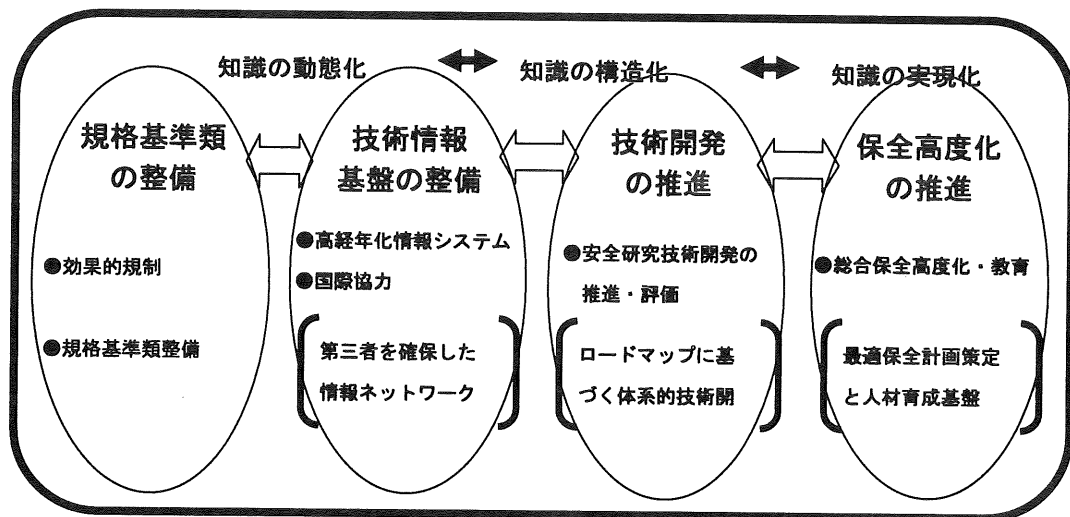 知識の動態化
知識の構造化
知識の実現化
規格基準類
の整備
●効果的規制
●規格基準類整備
技術情報
基盤の整備
●高経年化情報システム
●国際協力
第三者を確保した
情報ネットワーク
技術開発
の推進
●安全研究技術開発の
推進・評価
ロードマップに基
づく体系的技術開
保全高度化
の推進
●総合保全高度化・教育
最適保全計画策定
と人材育成基盤